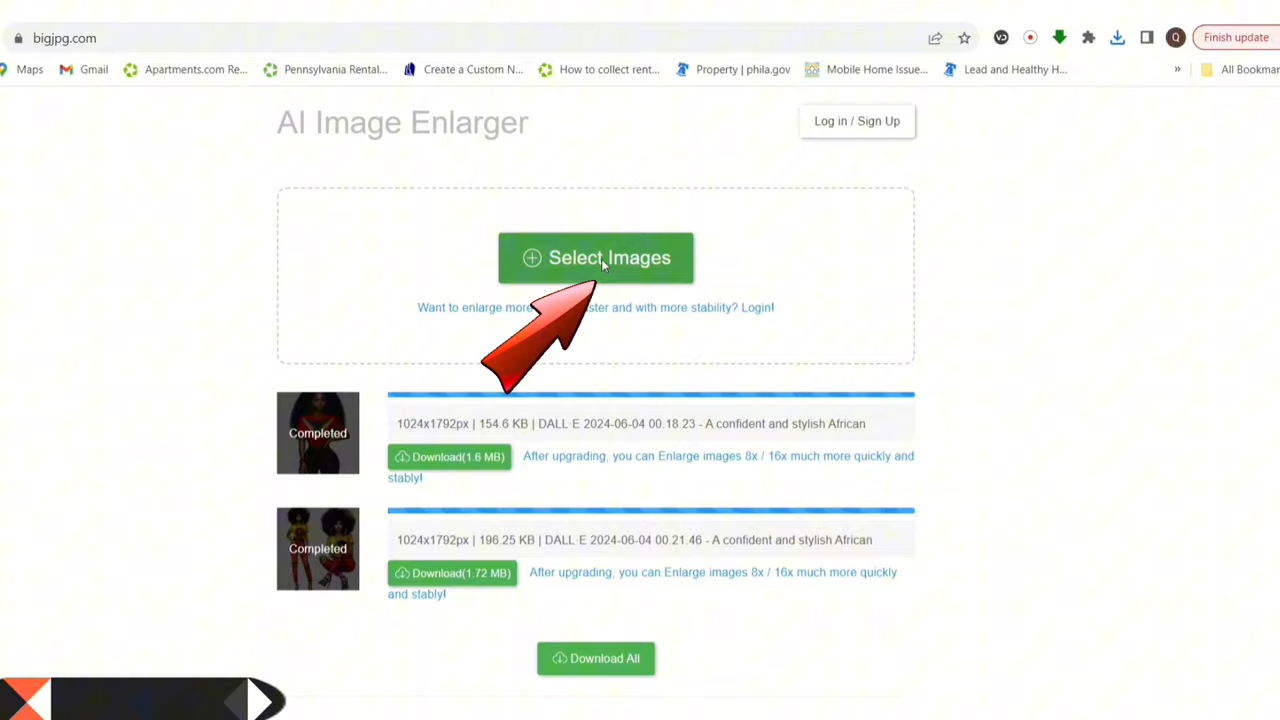 bigjpg.com
Finish update
Maps Gmail Apartments.com Re... Pennsylvania Rental... Create a Custom N... How to collect rent... Property | phila.gov Mobile Home Issue... Lead and Healthy H... » All Bookmar
AI Image Enlarger
Log in / Sign Up
Select Images
Want to enlarge more and with more stability? Login!
1024x1792px | 154.6 KB | DALL·E 2024-06-04 00.18.23 - A confident and stylish African
Completed
Download(1.6 MB) After upgrading, you can Enlarge images 8x / 16x much more quickly and
stably!
1024x1792px | 196.25 KB | DALL·E 2024-06-04 00.21.46 - A confident and stylish African
Completed
Download(1.72 MB) After upgrading, you can Enlarge images 8x / 16x much more quickly
and stably!
Download All